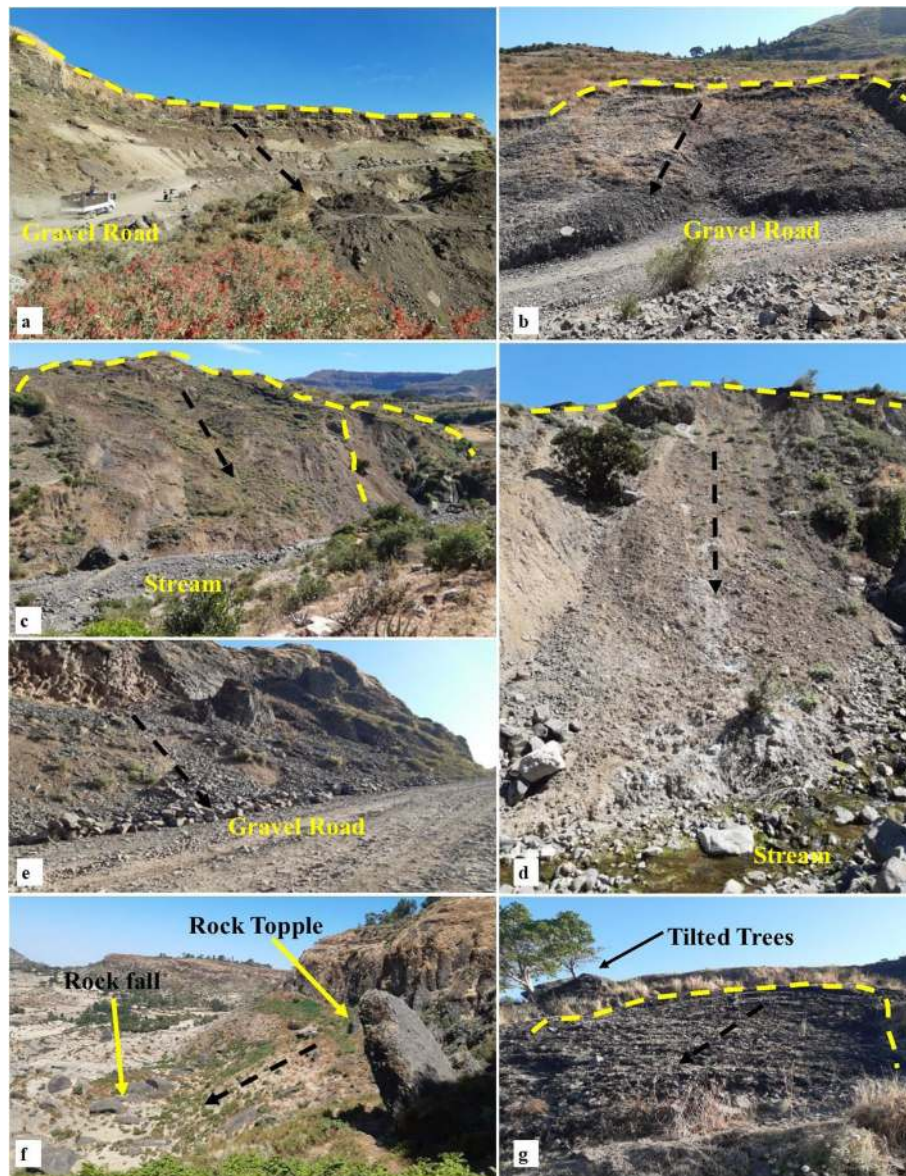 Gravel Road
a
Gravel Road
b
Stream
c
Stream
d
Gravel Road
e
Rock Topple
Rock fall
f
Tilted Trees
g